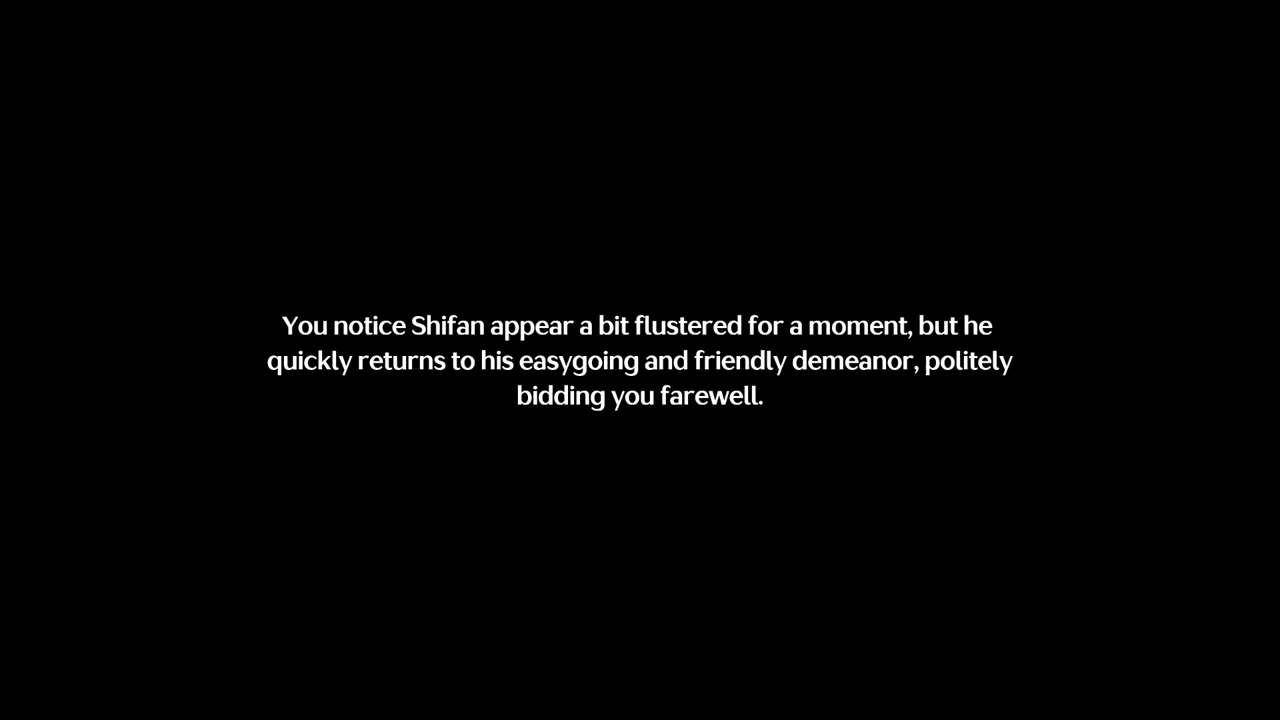 You notice Shifan appear a bit flustered for a moment, but he
quickly returns to his easygoing and friendly demeanor, politely
bidding you farewell.